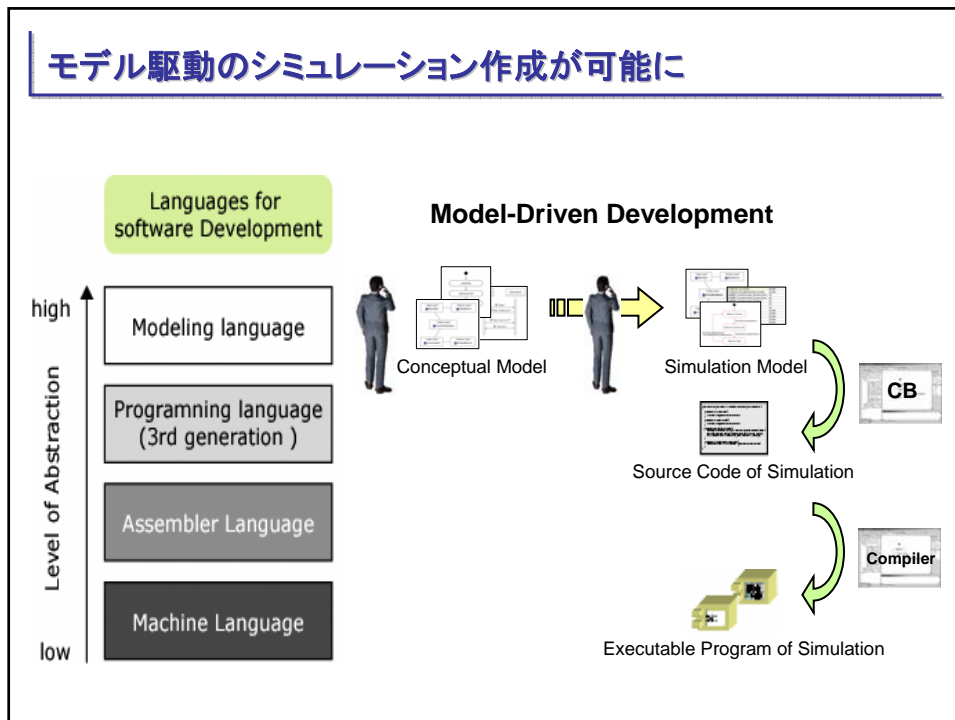 モデル駆動のシミュレーション作成が可能に
Languages for
software Development
high
Modeling language
Programning language
(3rd generation )
Assembler Language
Machine Language
low
Level of Abstraction
Model-Driven Development
Conceptual Model
Simulation Model
CB
Source Code of Simulation
Compiler
Executable Program of Simulation